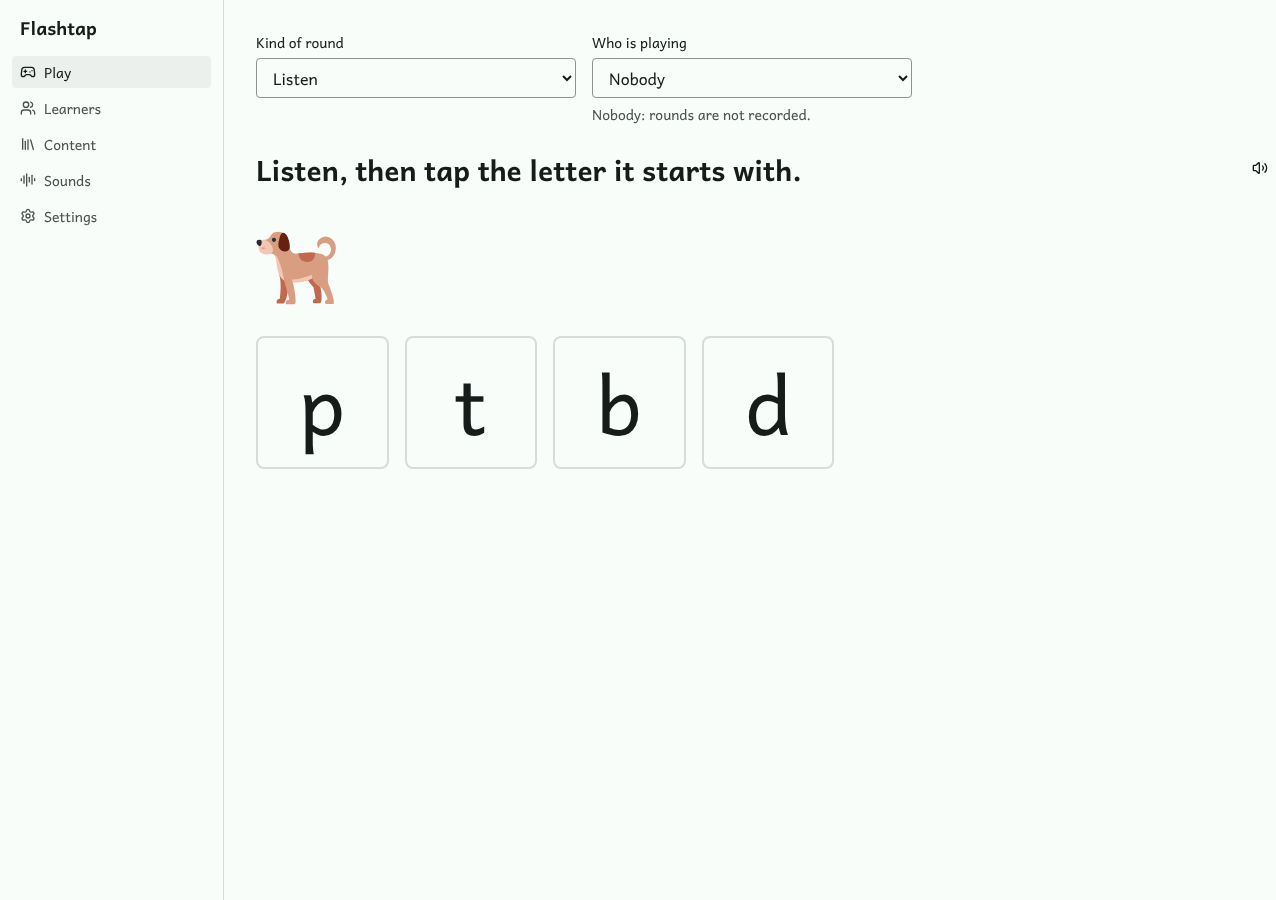 Flashtap
Play
Learners
Content
Sounds
Settings
Kind of round
Listen
Who is playing
Nobody
Nobody: rounds are not recorded.
Listen, then tap the letter it starts with.
p t b d